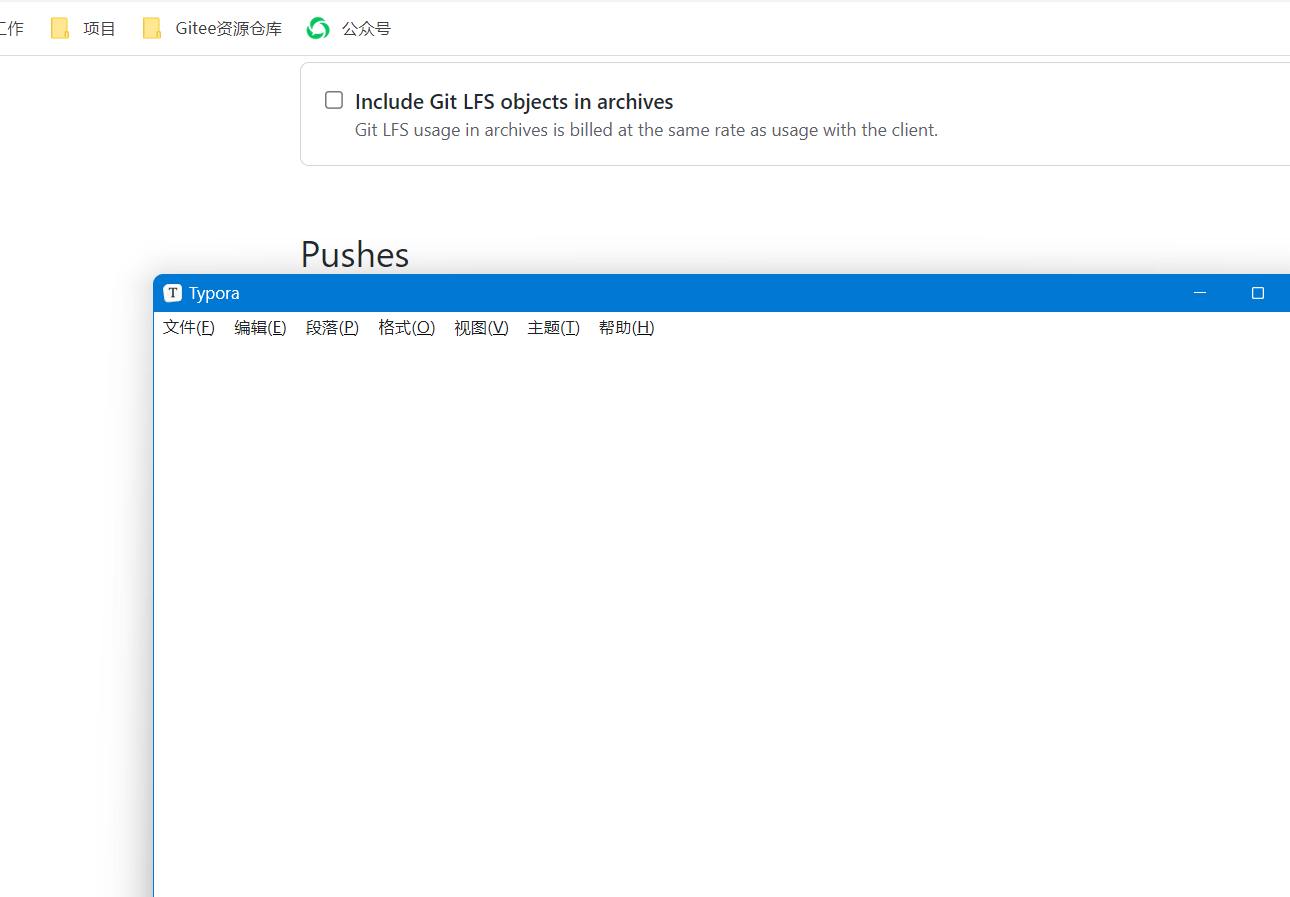 工作 项目 Gitee资源仓库 公众号
Include Git LFS objects in archives
Git LFS usage in archives is billed at the same rate as usage with the client.
Pushes
T Typora
文件(F) 编辑(E) 段落(P) 格式(O) 视图(V) 主题(T) 帮助(H)